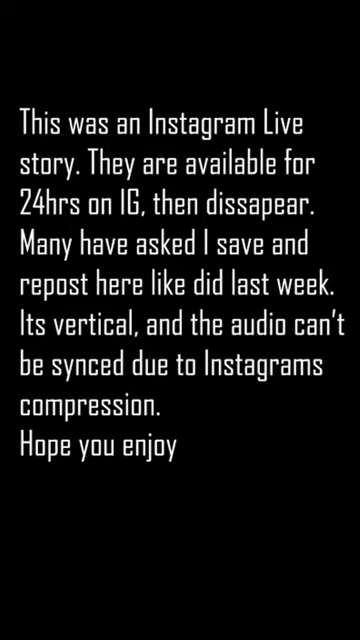 This was an Instagram Live
story. They are available for
24hrs on IG, then dissapear.
Many have asked I save and
repost here like did last week.
Its vertical, and the audio can't
be synced due to Instagrams
compression.
Hope you enjoy